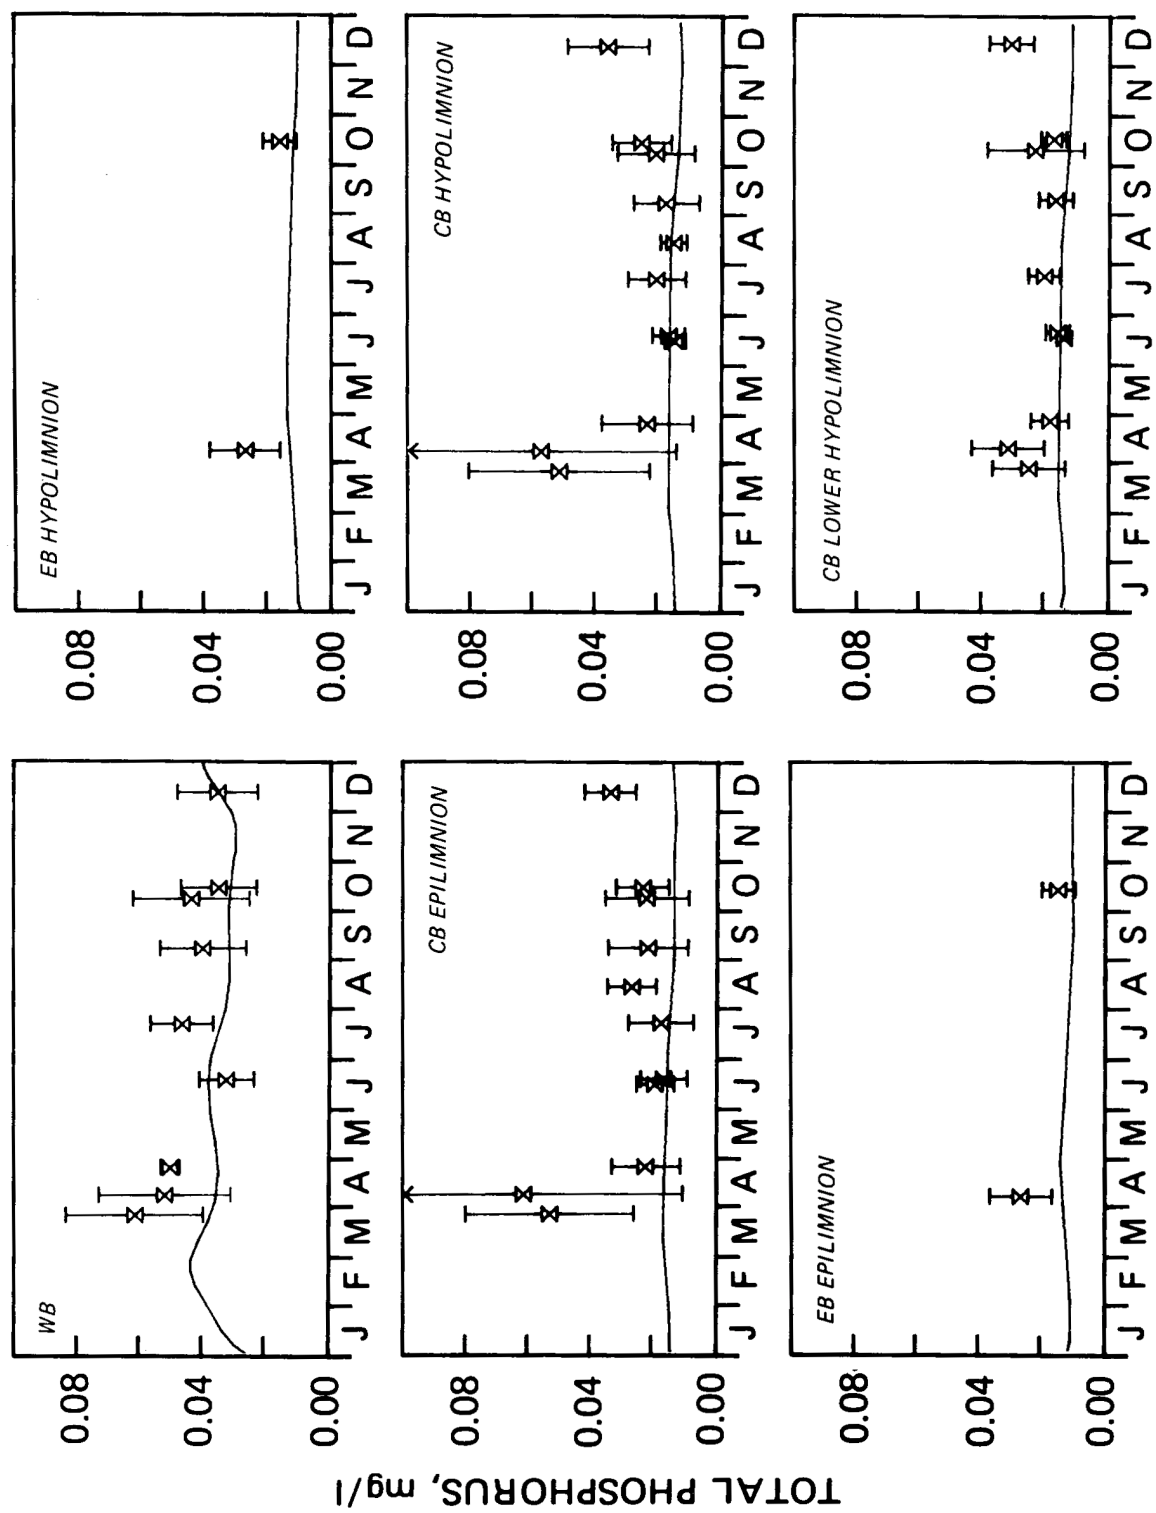 TOTAL PHOSPHORUS, mg/l
WB
0.08
0.04
0.00
J F M A M J J A S O N D
EB HYPOLIMNION
0.08
0.04
0.00
J F M A M J J A S O N D
CB EPILIMNION
0.08
0.04
0.00
J F M A M J J A S O N D
CB HYPOLIMNION
0.08
0.04
0.00
J F M A M J J A S O N D
EB EPILIMNION
0.08
0.04
0.00
J F M A M J J A S O N D
CB LOWER HYPOLIMNION
0.08
0.04
0.00
J F M A M J J A S O N D